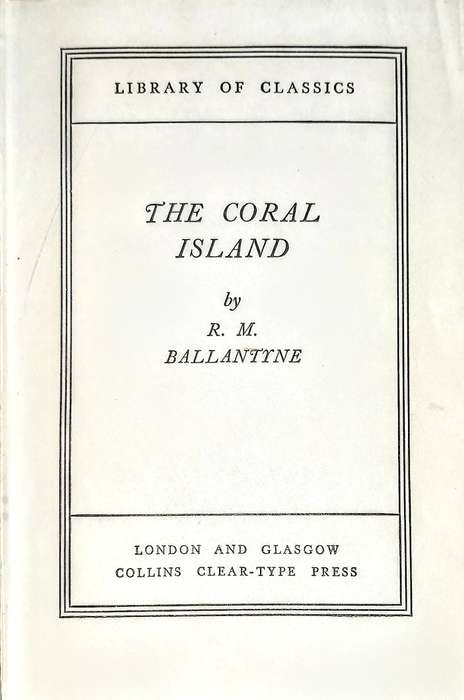 LIBRARY OF CLASSICS
THE CORAL
ISLAND
by
R. M.
BALLANTYNE
LONDON AND GLASGOW
COLLINS CLEAR-TYPE PRESS